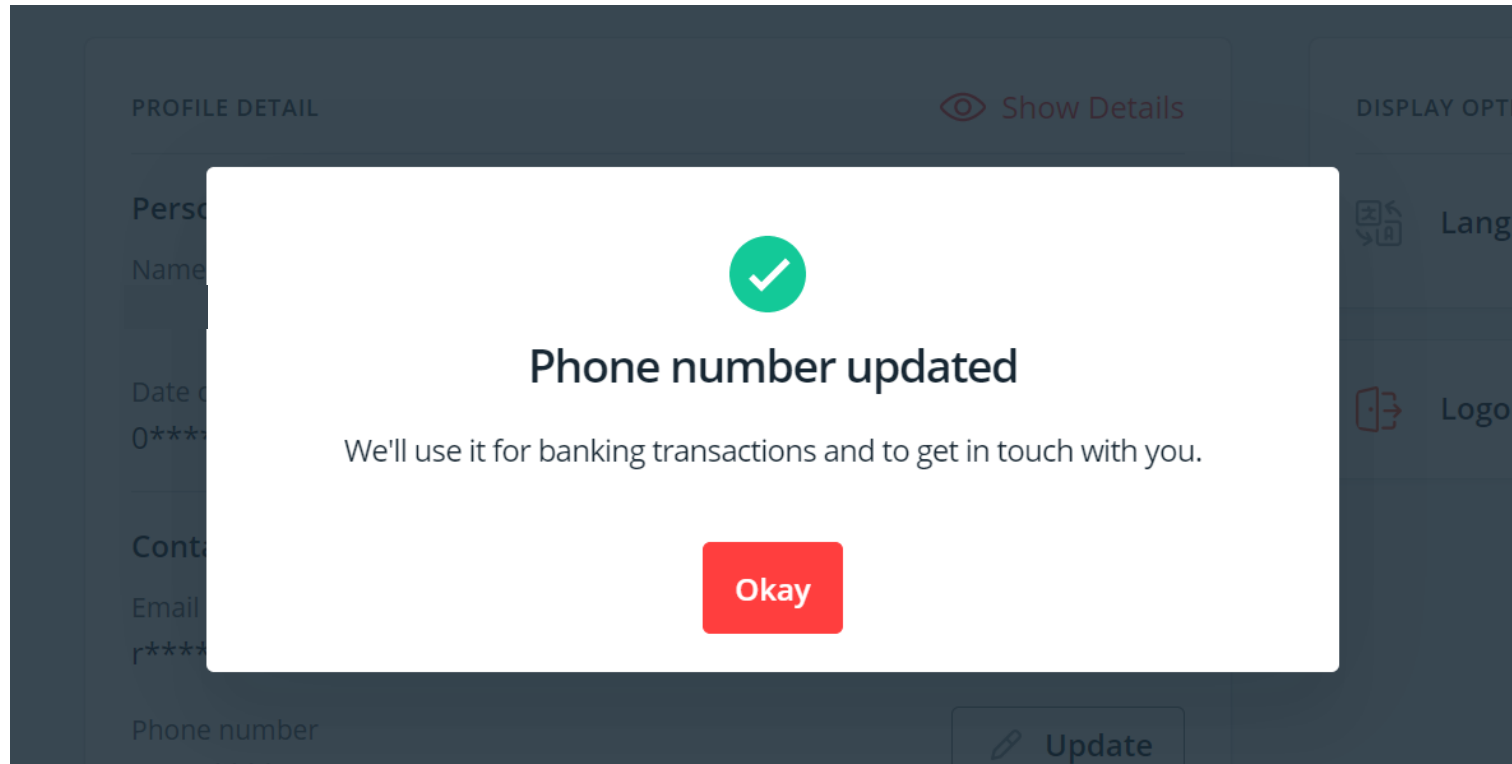 PROFILE DETAIL
Show Details
Name
Date
0****
Email
r****
Phone number
Update
Phone number updated
We'll use it for banking transactions and to get in touch with you.
Okay
DISPLAY